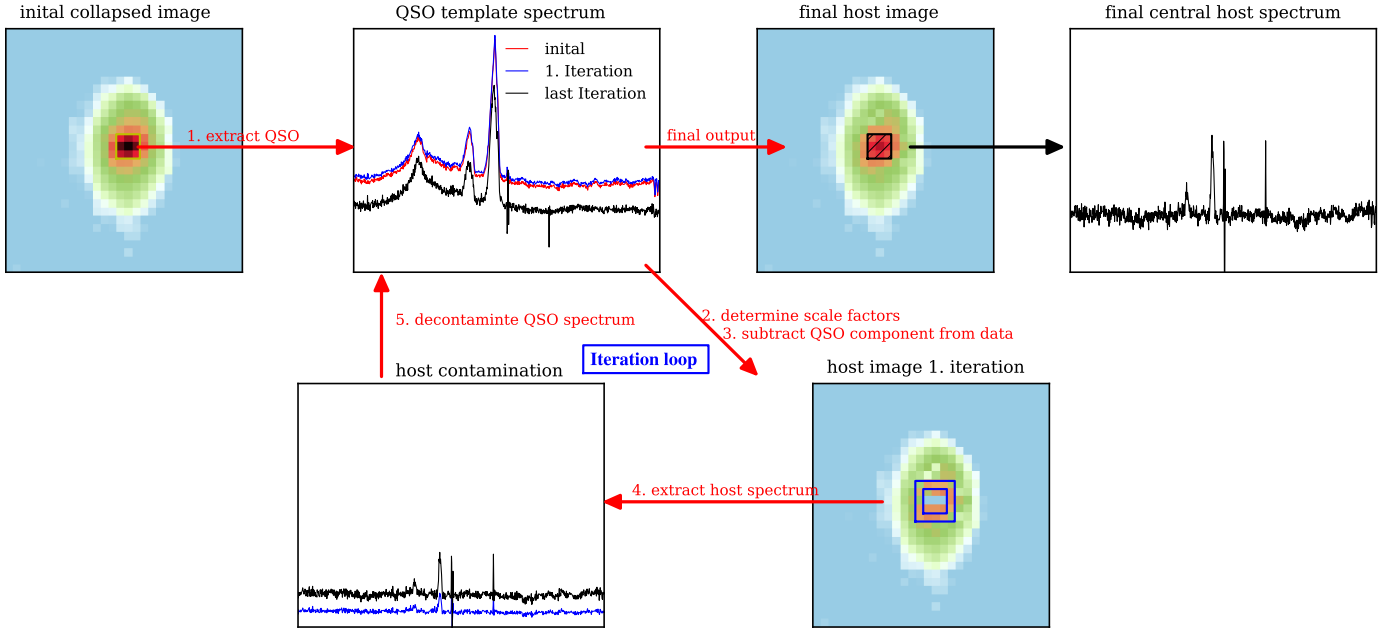 inital collapsed image
QSO template spectrum
final host image
final central host spectrum
inital
1. Iteration
last Iteration
1. extract QSO
final output
2. determine scale factors
3. subtract QSO component from data
5. decontaminte QSO spectrum
Iteration loop
host contamination
host image 1. iteration
4. extract host spectrum